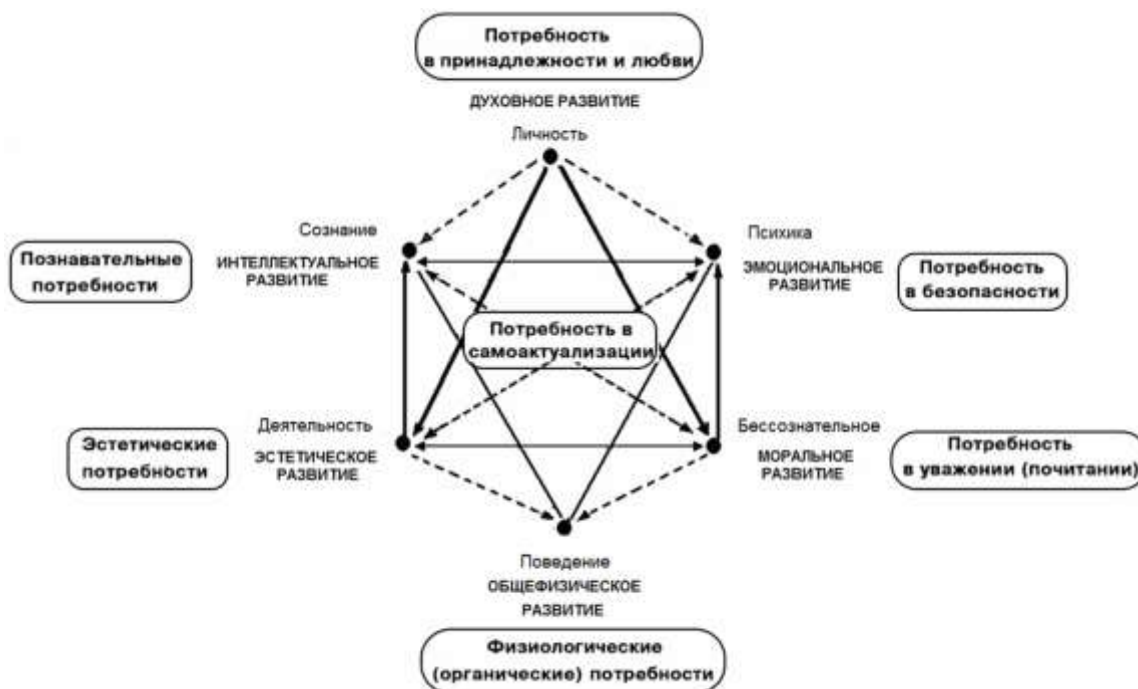 Потребность
в принадлежности и любви
ДУХОВНОЕ РАЗВИТИЕ
Личность
Сознание
ИНТЕЛЛЕКТУАЛЬНОЕ
РАЗВИТИЕ
Познавательные
потребности
Психика
ЭМОЦИОНАЛЬНОЕ
РАЗВИТИЕ
Потребность
в безопасности
Потребность в
самоактуализации
Деятельность
ЭСТЕТИЧЕСКОЕ
РАЗВИТИЕ
Эстетические
потребности
Бессознательное
МОРАЛЬНОЕ
РАЗВИТИЕ
Потребность
в уважении (почитании)
Поведение
ОБЩЕФИЗИЧЕСКОЕ
РАЗВИТИЕ
Физиологические
(органические) потребности